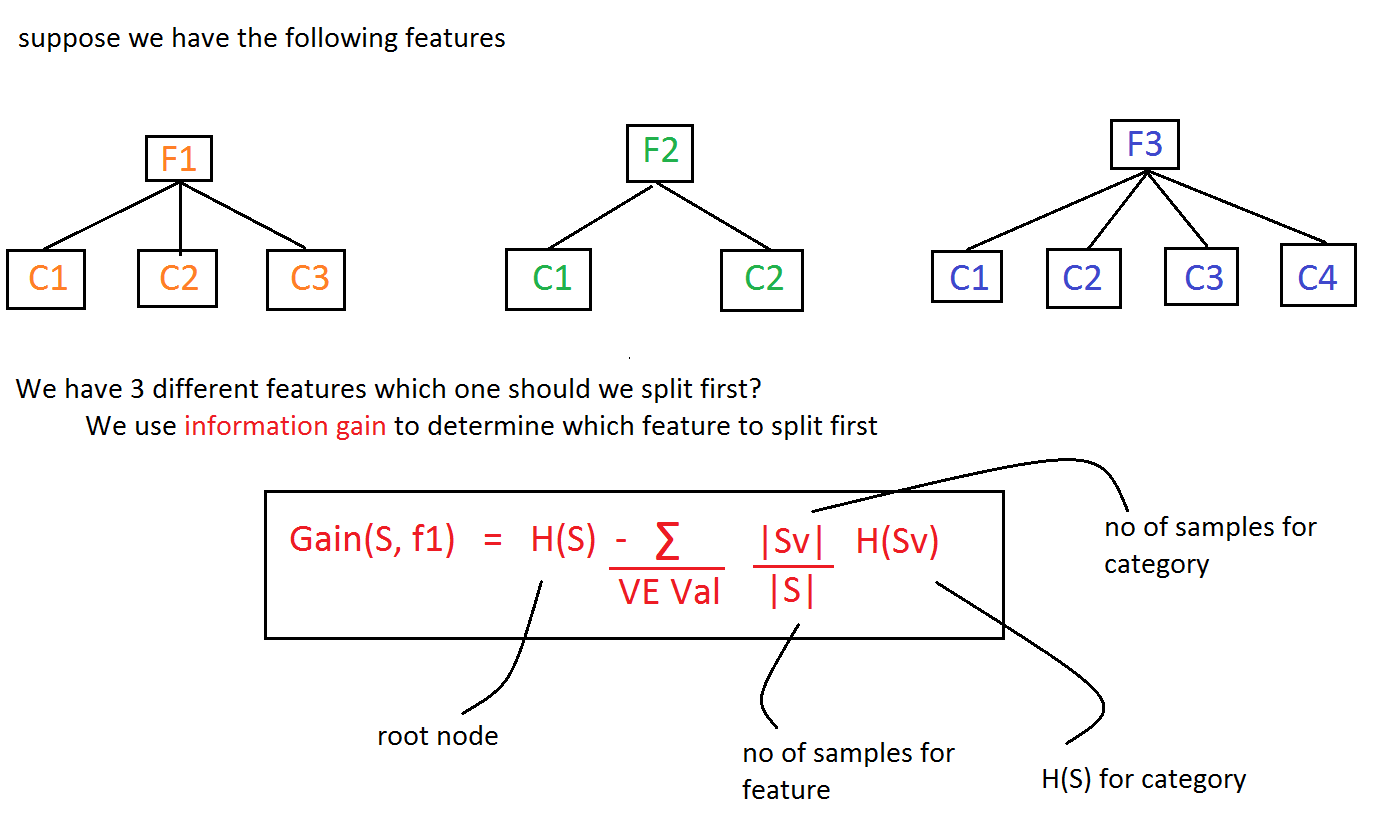 suppose we have the following features
F1
F2
F3
C1
C2
C3
C1
C2
C1
C2
C3
C4
We have 3 different features which one should we split first?
We use information gain to determine which feature to split first
Gain(S, f1) = H(S) - Σ |Sv| H(Sv)
VE Val |S|
no of samples for
category
root node
no of samples for
feature
H(S) for category